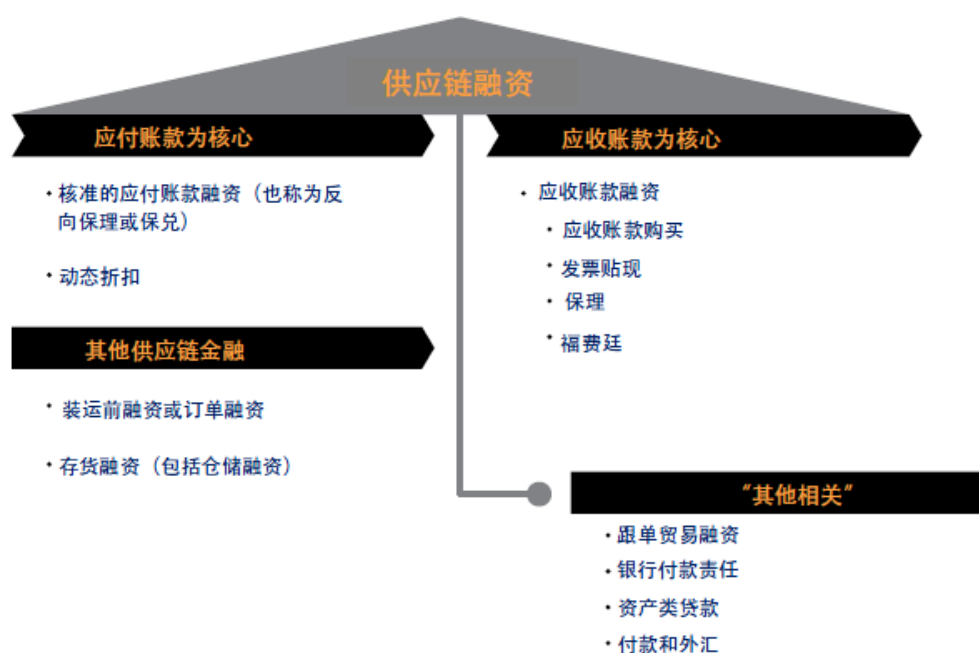 供应链融资
应付账款为核心
· 核准的应付账款融资（也称为反
向保理或保兑）
· 动态折扣
其他供应链金融
· 装运前融资或订单融资
· 存货融资（包括仓储融资）
应收账款为核心
· 应收账款融资
· 应收账款购买
· 发票贴现
· 保理
· 福费廷
“其他相关”
· 跟单贸易融资
· 银行付款责任
· 资产类贷款
· 付款和外汇